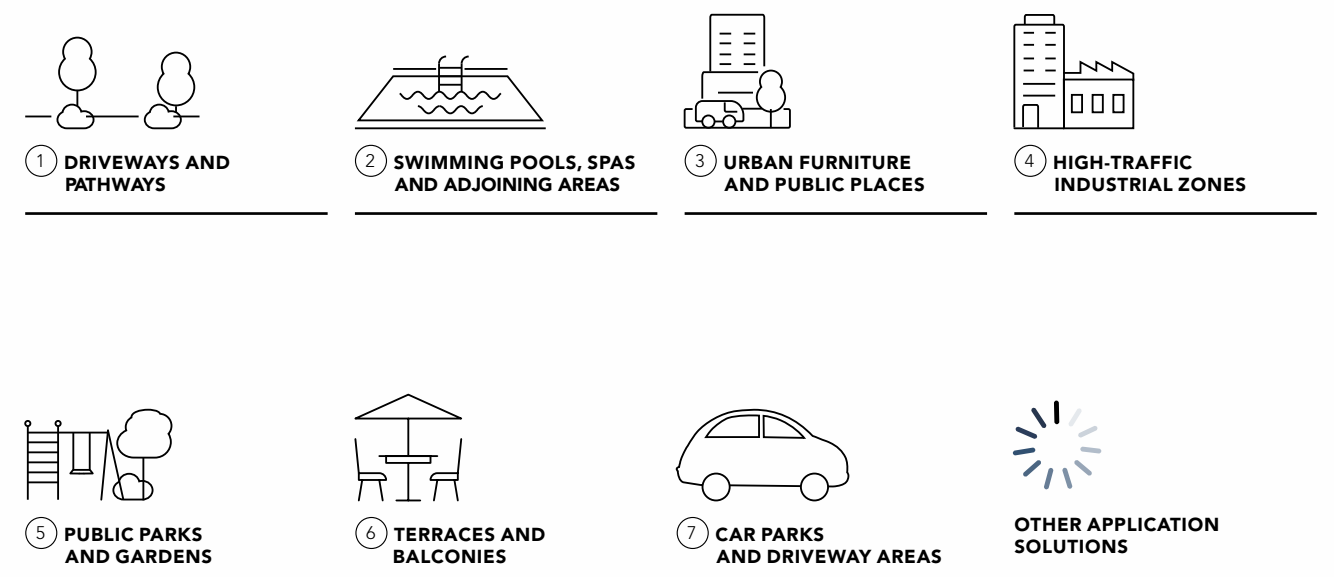 1 DRIVEWAYS AND
PATHWAYS
2 SWIMMING POOLS, SPAS
AND ADJOINING AREAS
3 URBAN FURNITURE
AND PUBLIC PLACES
4 HIGH-TRAFFIC
INDUSTRIAL ZONES
5 PUBLIC PARKS
AND GARDENS
6 TERRACES AND
BALCONIES
7 CAR PARKS
AND DRIVEWAY AREAS
OTHER APPLICATION
SOLUTIONS